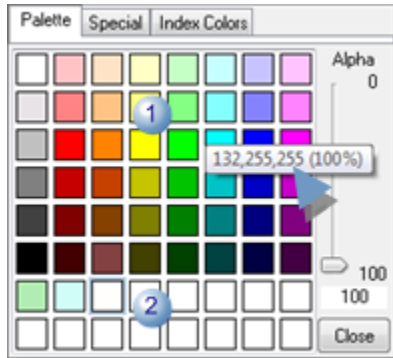 Palette Special Index Colors
Alpha
0
1
132,255,255 (100%)
100
2
100
Close